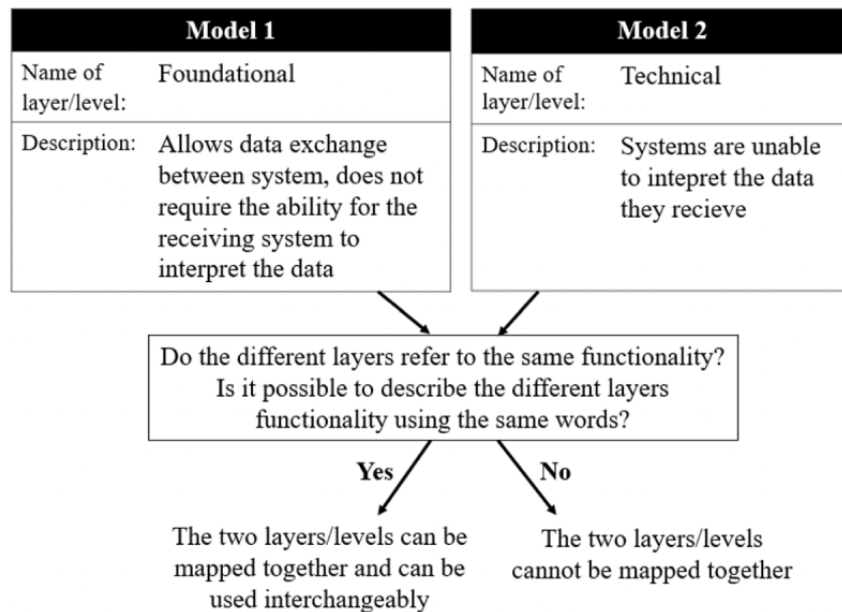 Model 1
Name of layer/level:
Foundational
Description:
Allows data exchange
between system, does not
require the ability for the
receiving system to
interpret the data
Model 2
Name of layer/level:
Technical
Description:
Systems are unable
to intepret the data
they recieve
Do the different layers refer to the same functionality?
Is it possible to describe the different layers
functionality using the same words?
Yes
No
The two layers/levels can be
mapped together and can be
used interchangeably
The two layers/levels
cannot be mapped together